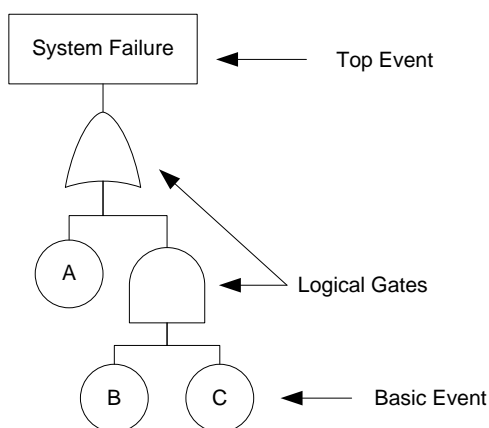 System Failure
Top Event
A
Logical Gates
B
C
Basic Event